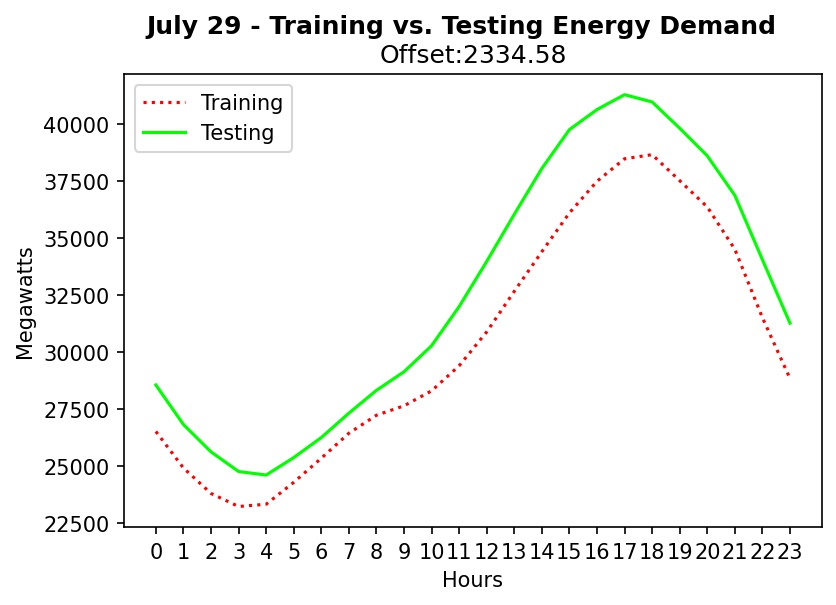 July 29 - Training vs. Testing Energy Demand
Offset:2334.58
Training
Testing
40000
37500
35000
32500
30000
27500
25000
22500
Megawatts
0 1 2 3 4 5 6 7 8 9 10 11 12 13 14 15 16 17 18 19 20 21 22 23
Hours